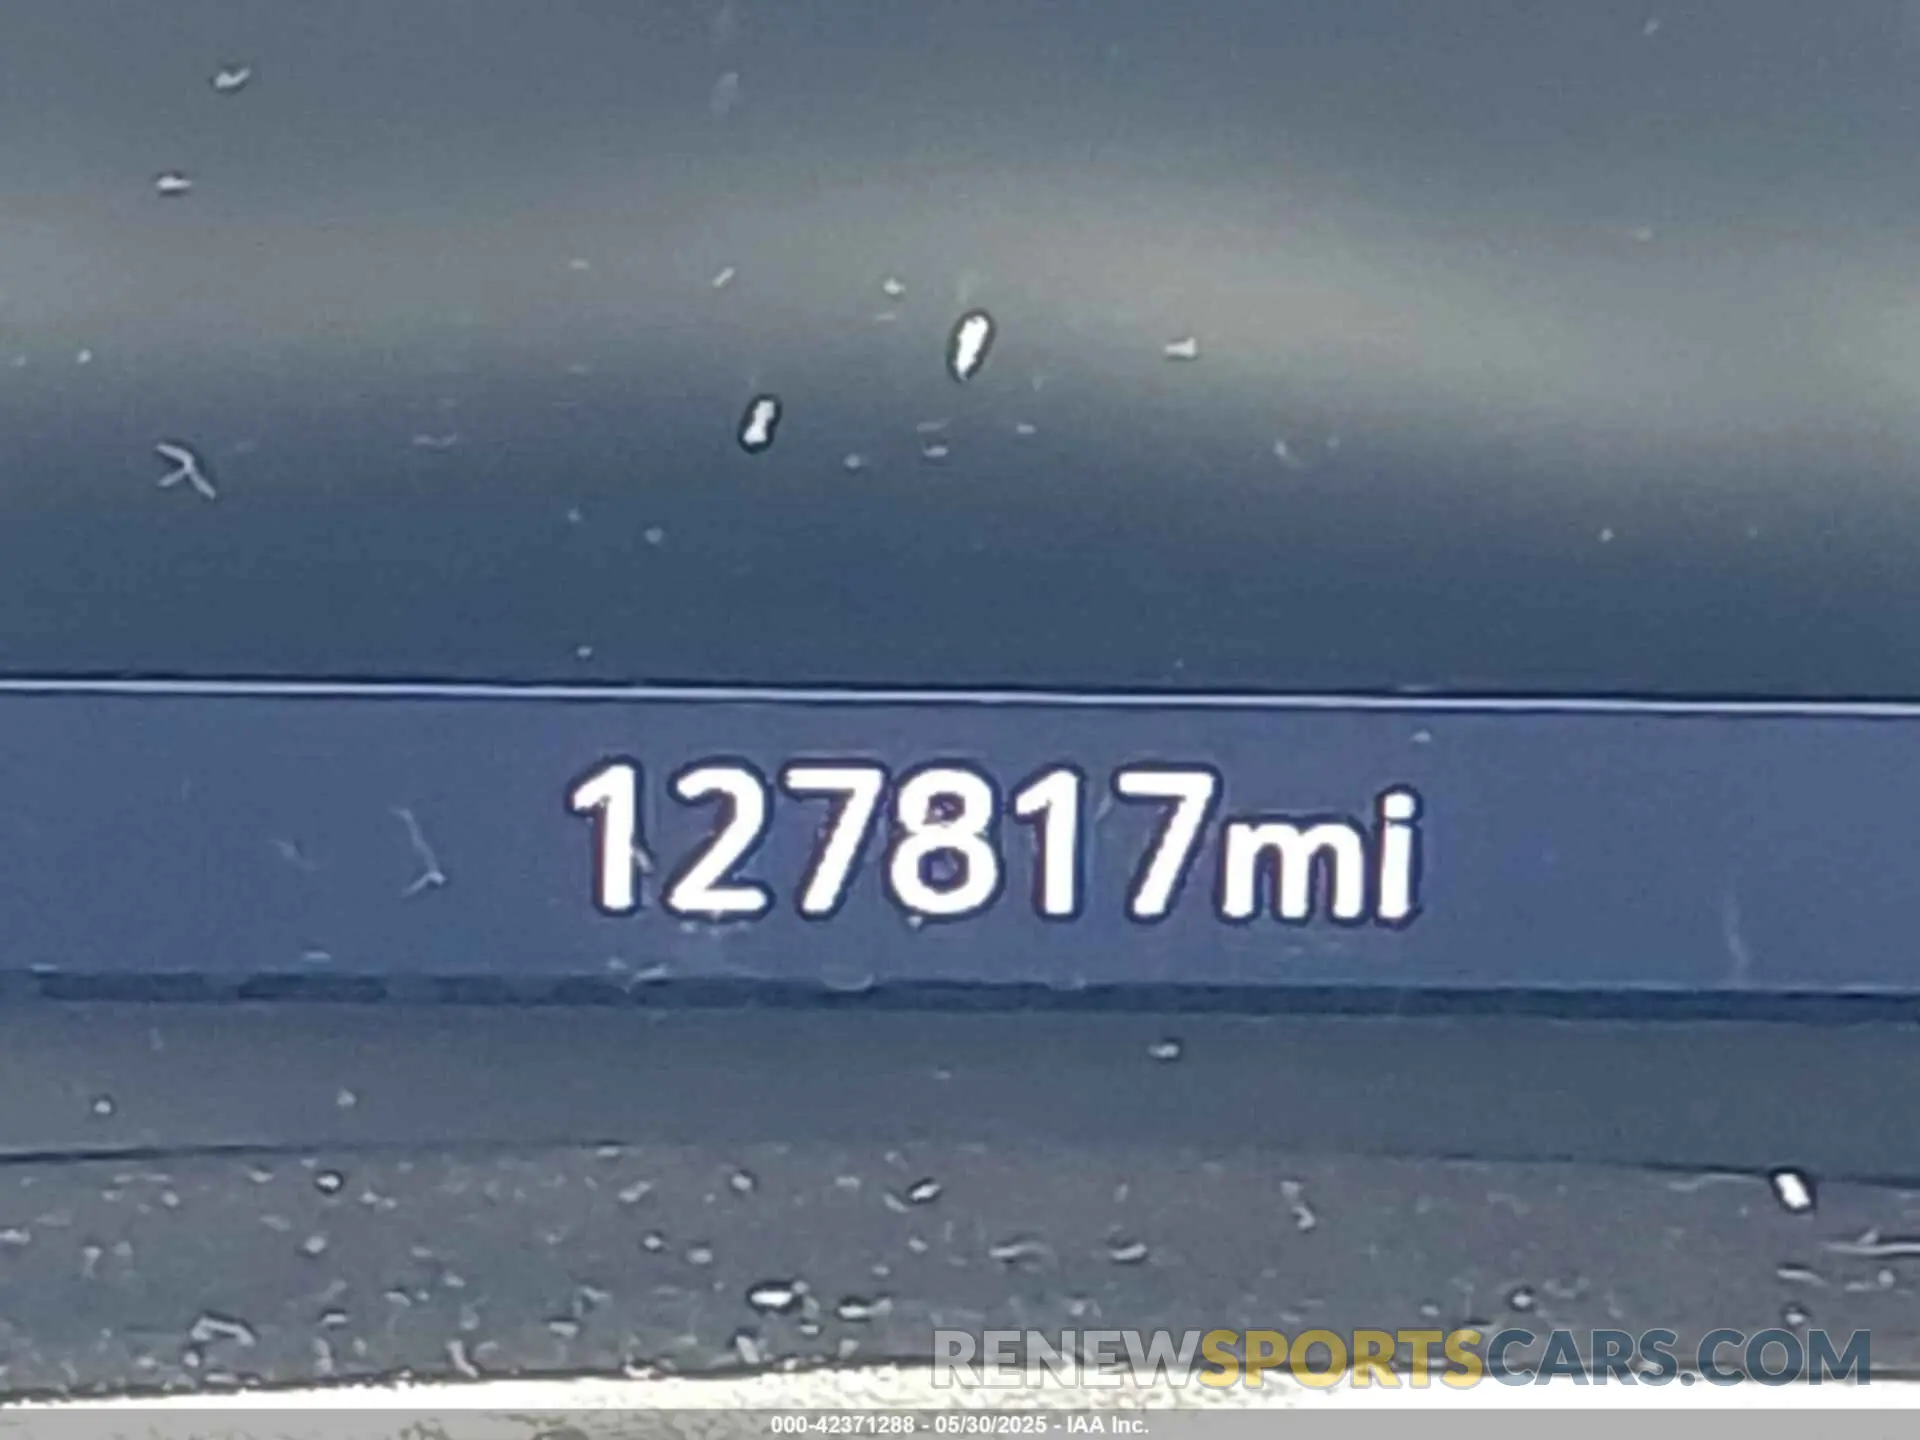 127817mi
RENEWSPORTSCARS.COM
000-42371288 - 05/30/2025 - IAA Inc.